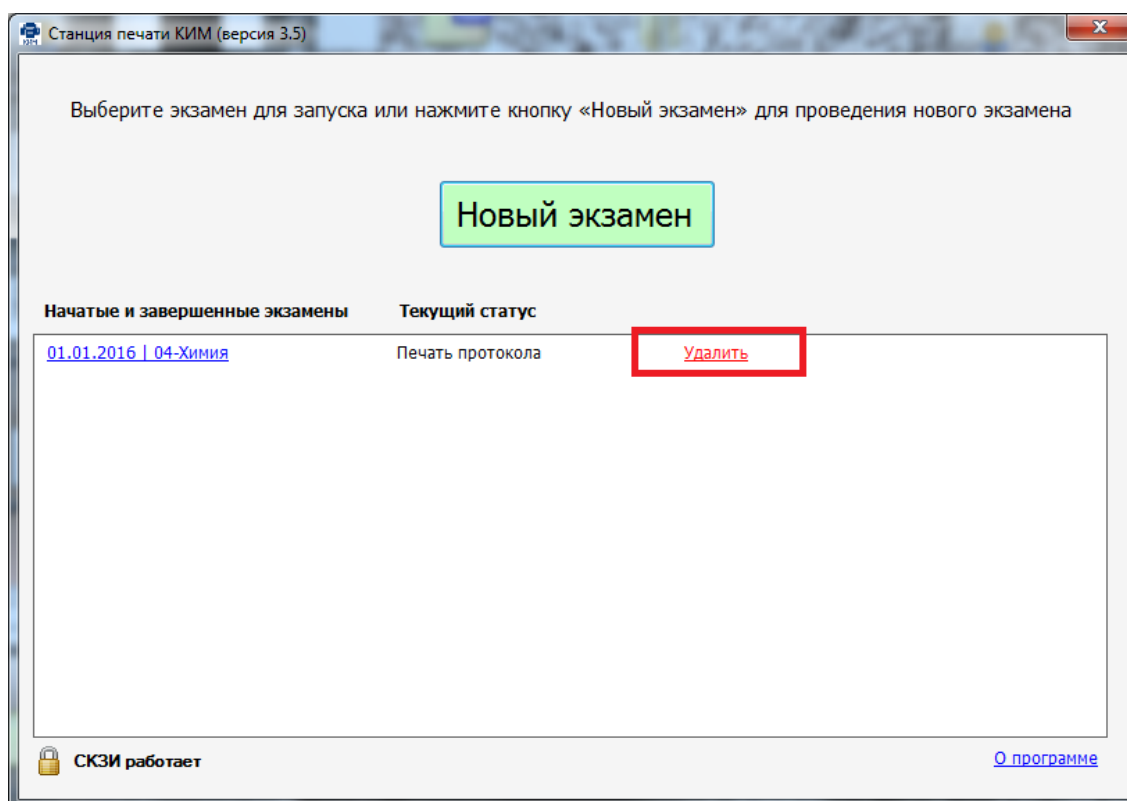 Станция печати КИМ (версия 3.5)
Выберите экзамен для запуска или нажмите кнопку «Новый экзамен» для проведения нового экзамена
Новый экзамен
Начатые и завершенные экзамены Текущий статус
01.01.2016 | 04-Химия Печать протокола Удалить
СКЗИ работает О программе